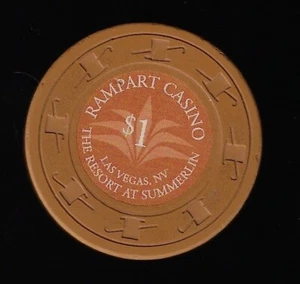 RAMPART CASINO
$1
LAS VEGAS, NV
THE RESORT AT SUMMERLIN